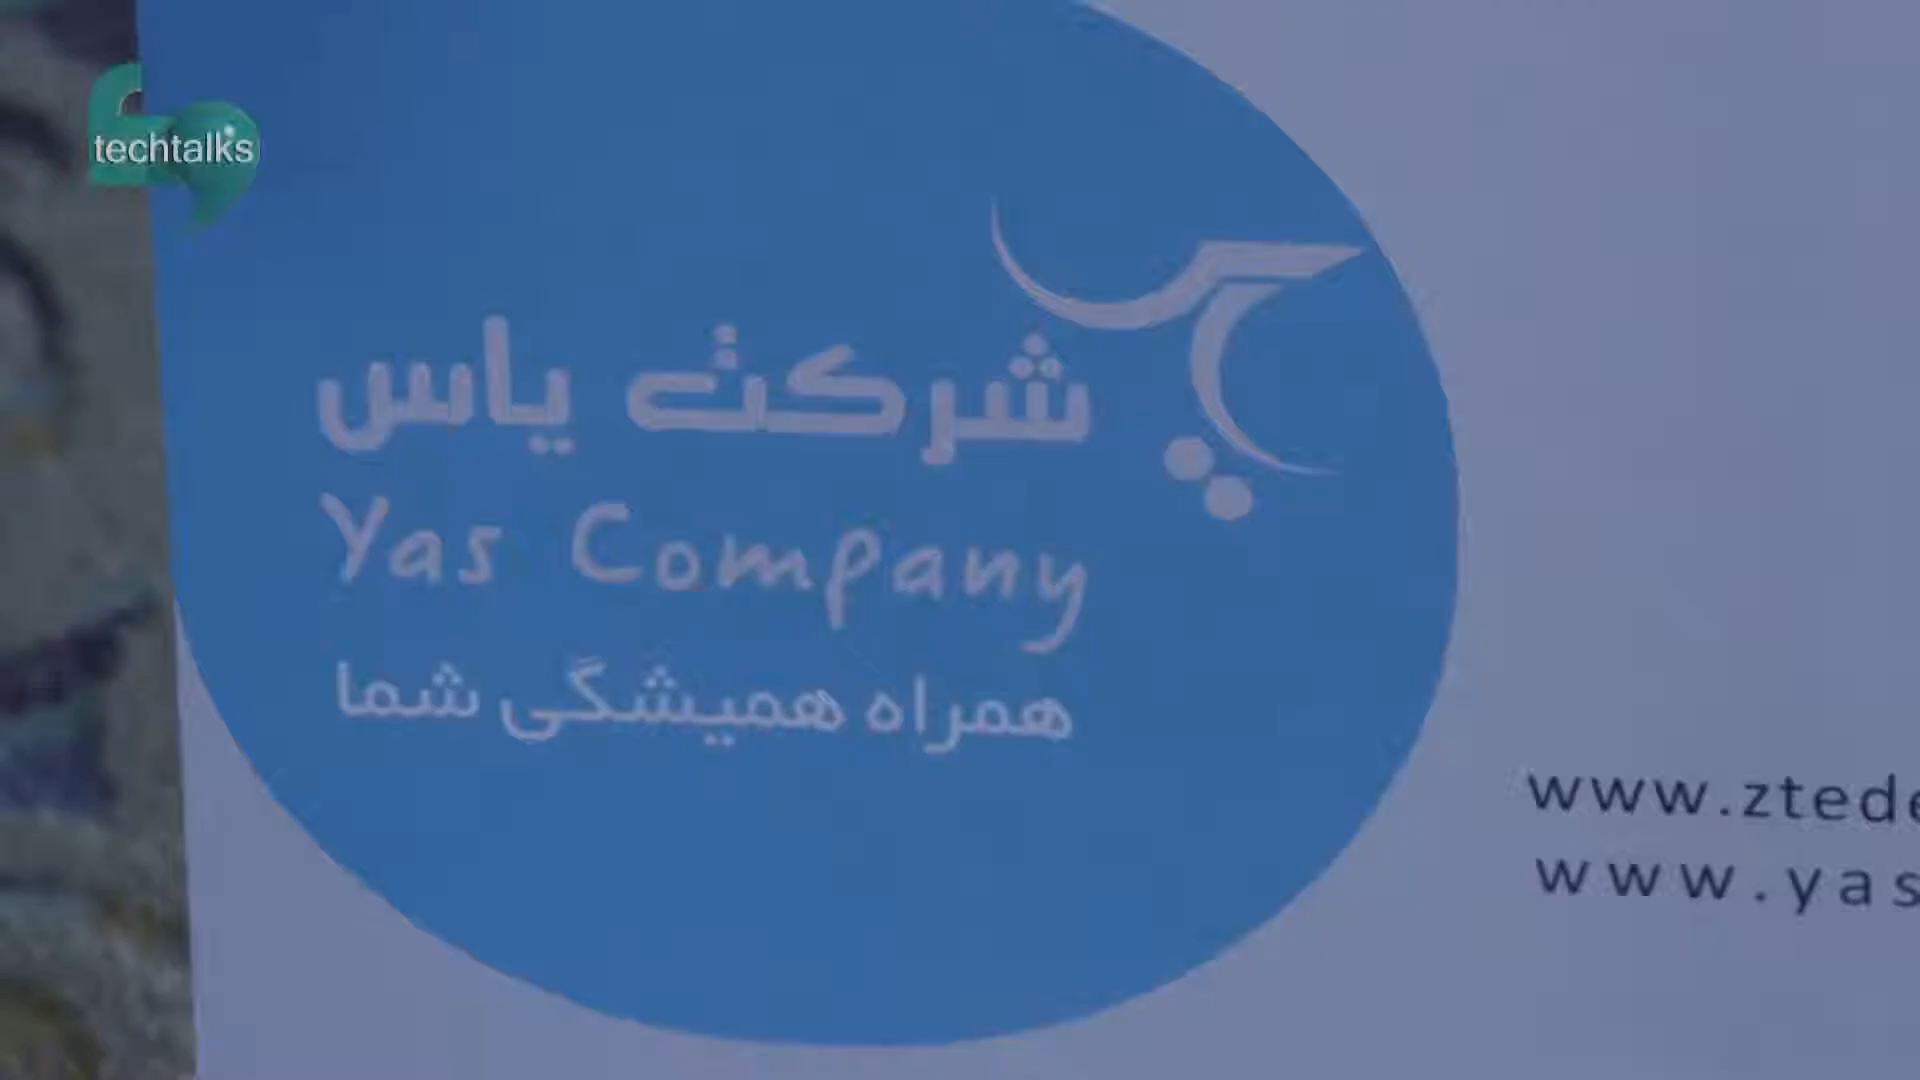 techtalks
شرکت یاس
Yas Company
همراه همیشگی شما
www.ztede
www.yas